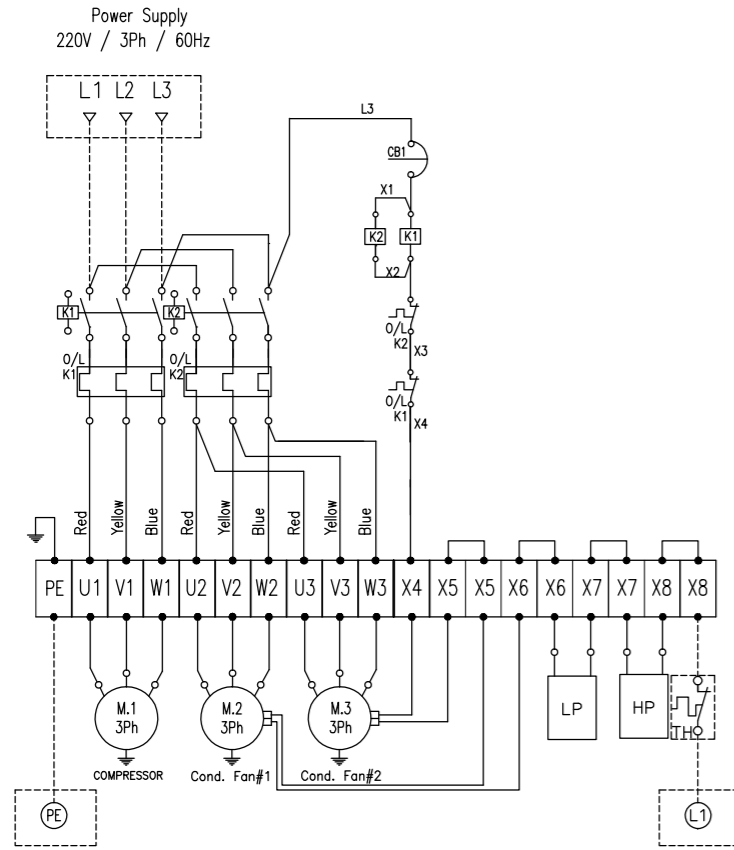 Power Supply
220V / 3Ph / 60Hz
L1 L2 L3
L3
CB1
X1
K2 K1
X2
K1 K2
O/L
K2
X3
O/L
K1
O/L
K2
O/L
K1
X4
Red Yellow Blue Red Yellow Blue Red Yellow Blue
PE U1 V1 W1 U2 V2 W2 U3 V3 W3 X4 X5 X5 X6 X6 X7 X7 X8 X8
M.1
3Ph
M.2
3Ph
M.3
3Ph
LP
HP
TH
COMPRESSOR
Cond. Fan#1
Cond. Fan#2
PE
L1